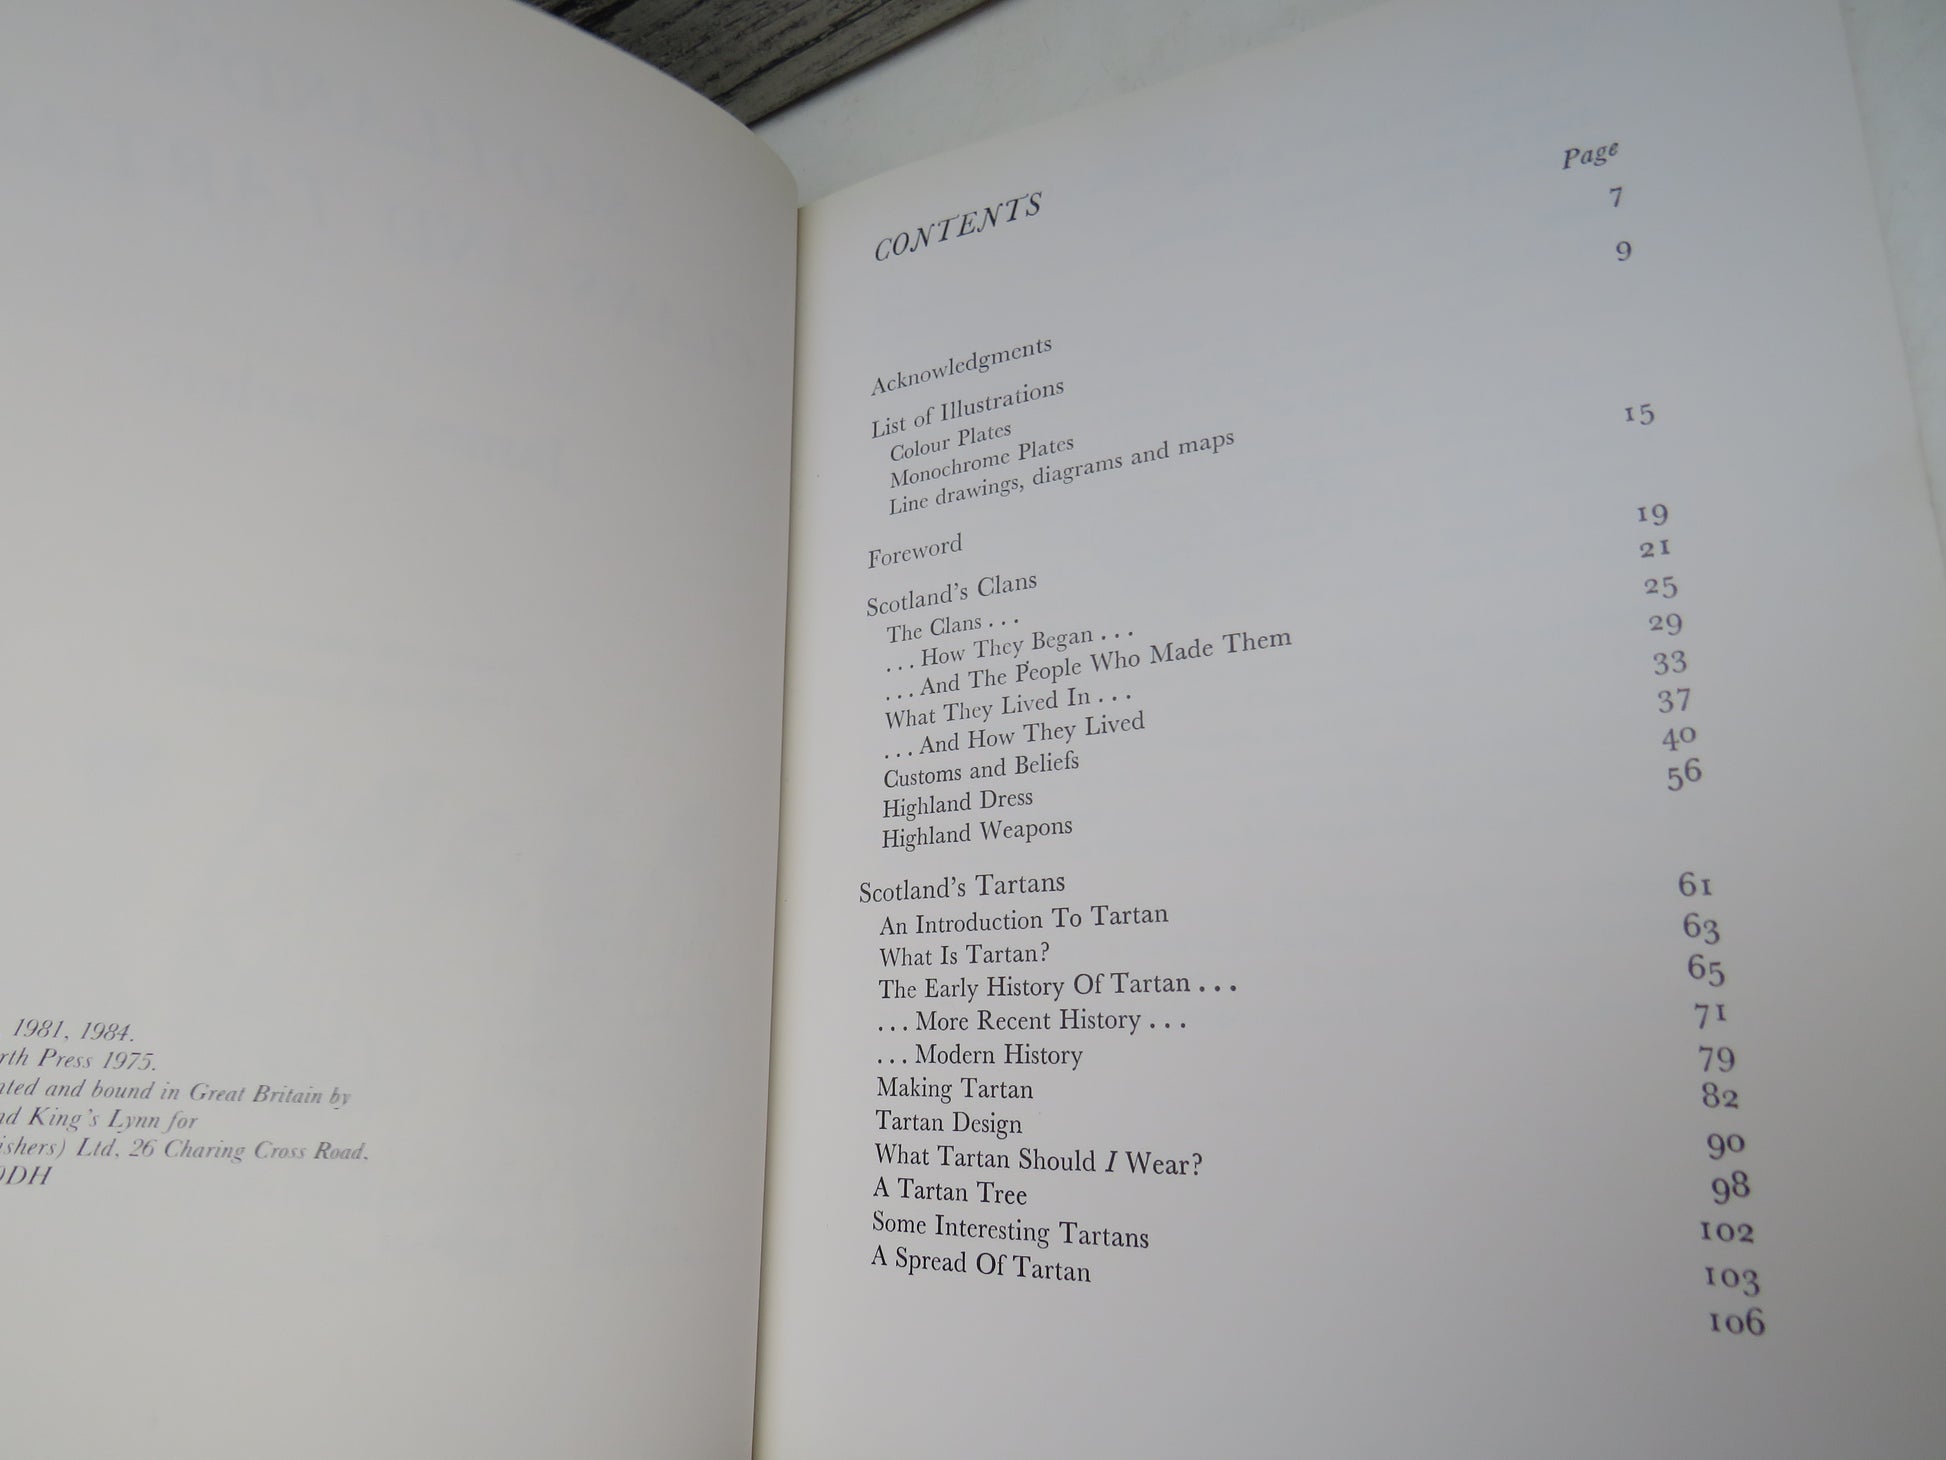 1981, 1984.
rth Press 1975.
nted and bound in Great Britain by
nd King's Lynn for
ishers) Ltd, 26 Charing Cross Road,
0DH
CONTENTS
Page
Acknowledgments 7
List of Illustrations 9
Colour Plates
Monochrome Plates
Line drawings, diagrams and maps
Foreword 15
Scotland's Clans 19
The Clans . . . 21
. . . How They Began . . . 25
. . . And The People Who Made Them 29
What They Lived In . . . 33
. . . And How They Lived 37
Customs and Beliefs 40
Highland Dress 56
Highland Weapons
Scotland's Tartans 61
An Introduction To Tartan 63
What Is Tartan? 65
The Early History Of Tartan . . . 71
. . . More Recent History . . . 79
. . . Modern History 82
Making Tartan 90
Tartan Design 98
What Tartan Should I Wear? 102
A Tartan Tree 103
Some Interesting Tartans 106
A Spread Of Tartan